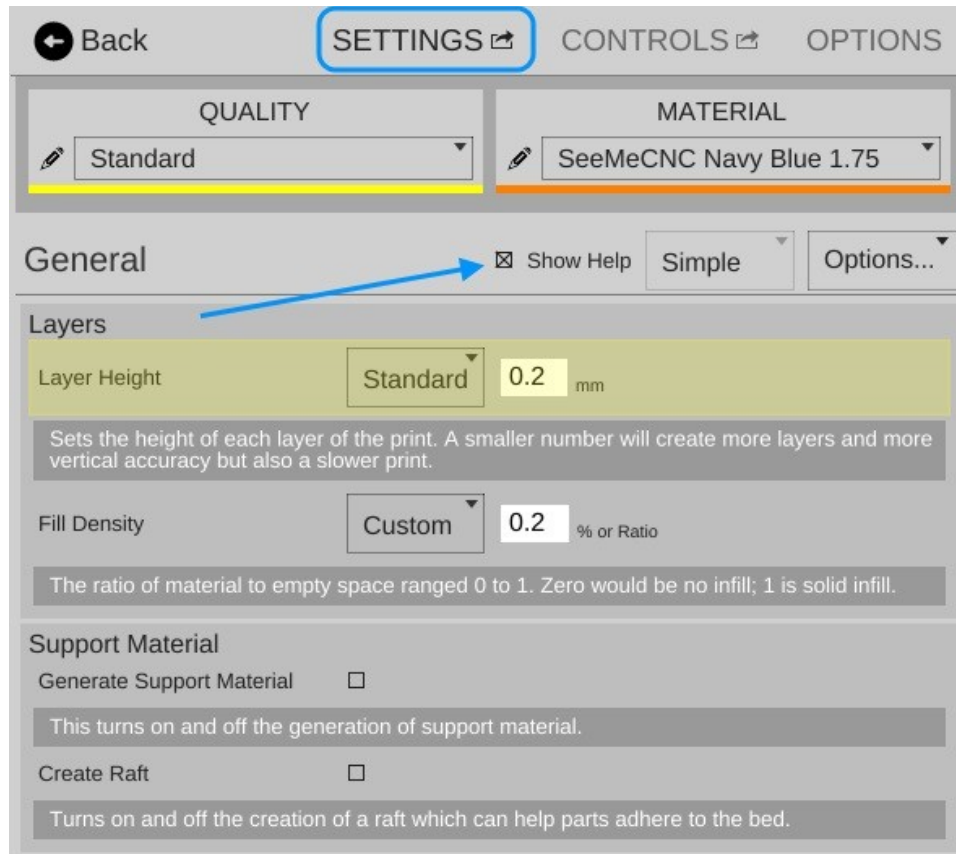 Back SETTINGS CONTROLS OPTIONS
QUALITY MATERIAL
Standard SeeMeCNC Navy Blue 1.75
General Show Help Simple Options...
Layers
Layer Height Standard 0.2 mm
Sets the height of each layer of the print. A smaller number will create more layers and more
vertical accuracy but also a slower print.
Fill Density Custom 0.2 % or Ratio
The ratio of material to empty space ranged 0 to 1. Zero would be no infill; 1 is solid infill.
Support Material
Generate Support Material
This turns on and off the generation of support material.
Create Raft
Turns on and off the creation of a raft which can help parts adhere to the bed.